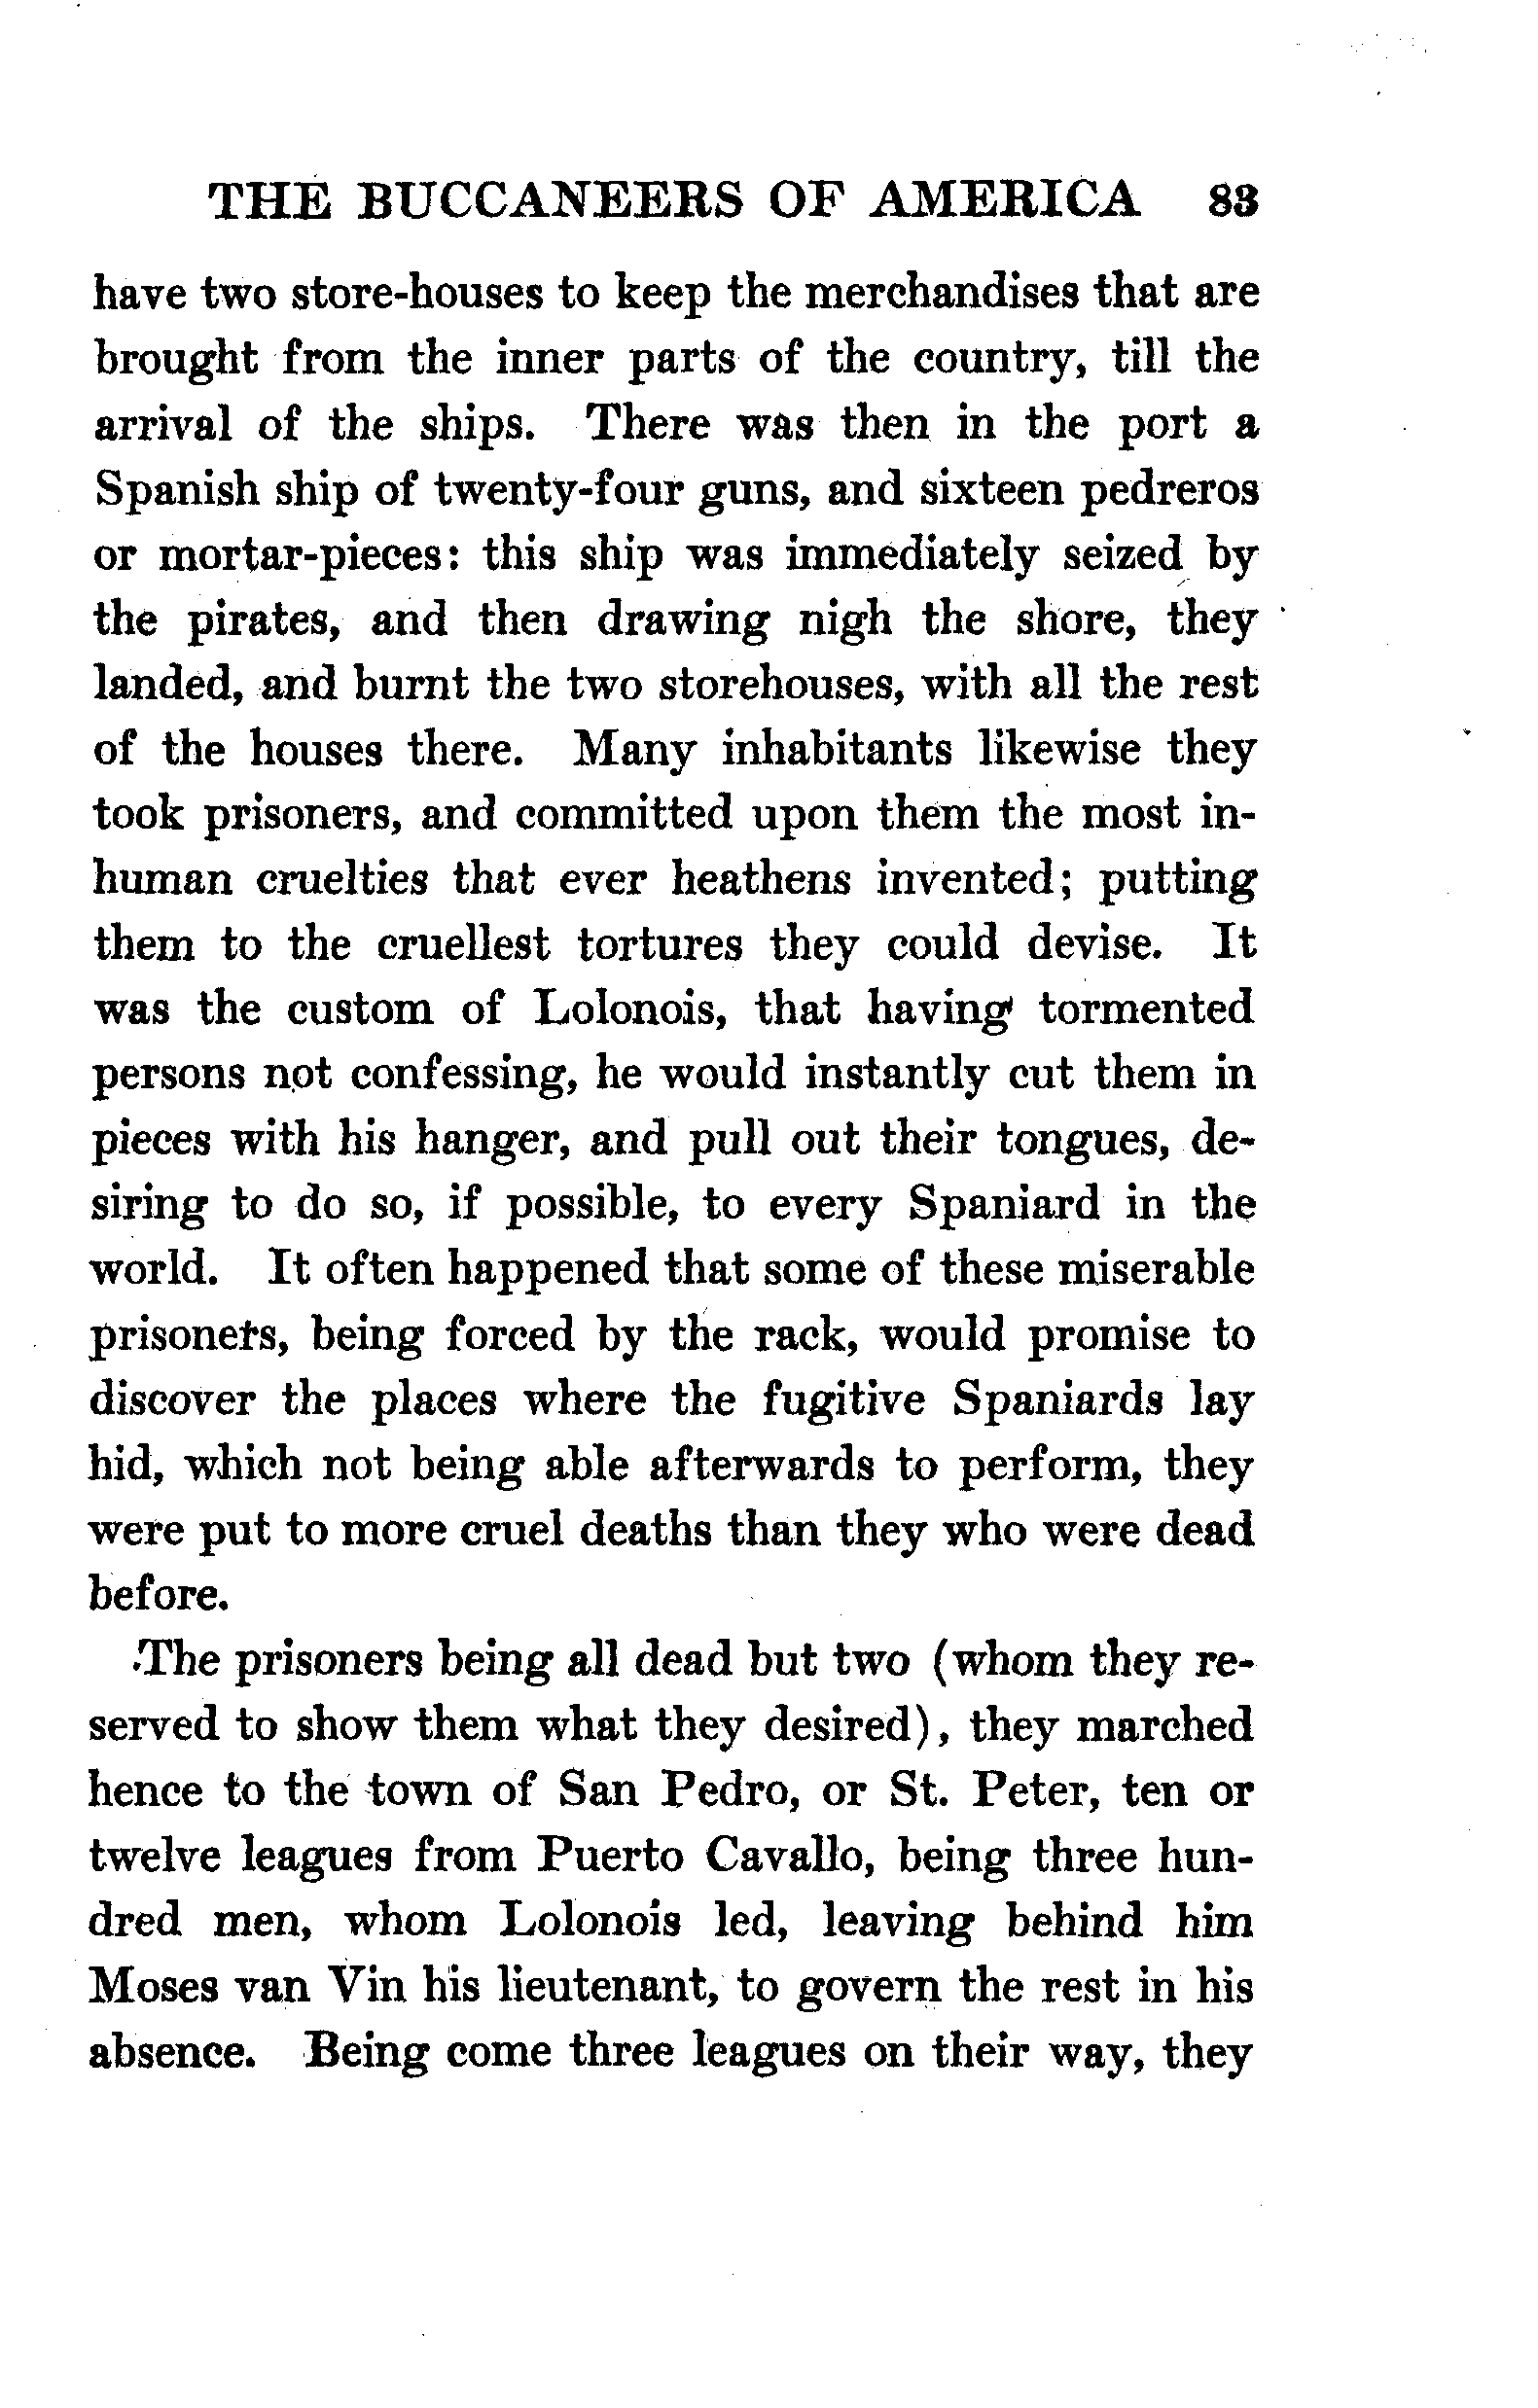 THE BUCCANEERS OF AMERICA 83
have two store-houses to keep the merchandises that are
brought from the inner parts of the country, till the
arrival of the ships. There was then in the port a
Spanish ship of twenty-four guns, and sixteen pedreros
or mortar-pieces: this ship was immediately seized by
the pirates, and then drawing nigh the shore, they
landed, and burnt the two storehouses, with all the rest
of the houses there. Many inhabitants likewise they
took prisoners, and committed upon them the most in-
human cruelties that ever heathens invented; putting
them to the cruellest tortures they could devise. It
was the custom of Lolonois, that having tormented
persons not confessing, he would instantly cut them in
pieces with his hanger, and pull out their tongues, de-
siring to do so, if possible, to every Spaniard in the
world. It often happened that some of these miserable
prisoners, being forced by the rack, would promise to
discover the places where the fugitive Spaniards lay
hid, which not being able afterwards to perform, they
were put to more cruel deaths than they who were dead
before.
The prisoners being all dead but two (whom they re-
served to show them what they desired), they marched
hence to the town of San Pedro, or St. Peter, ten or
twelve leagues from Puerto Cavallo, being three hun-
dred men, whom Lolonois led, leaving behind him
Moses van Vin his lieutenant, to govern the rest in his
absence. Being come three leagues on their way, they